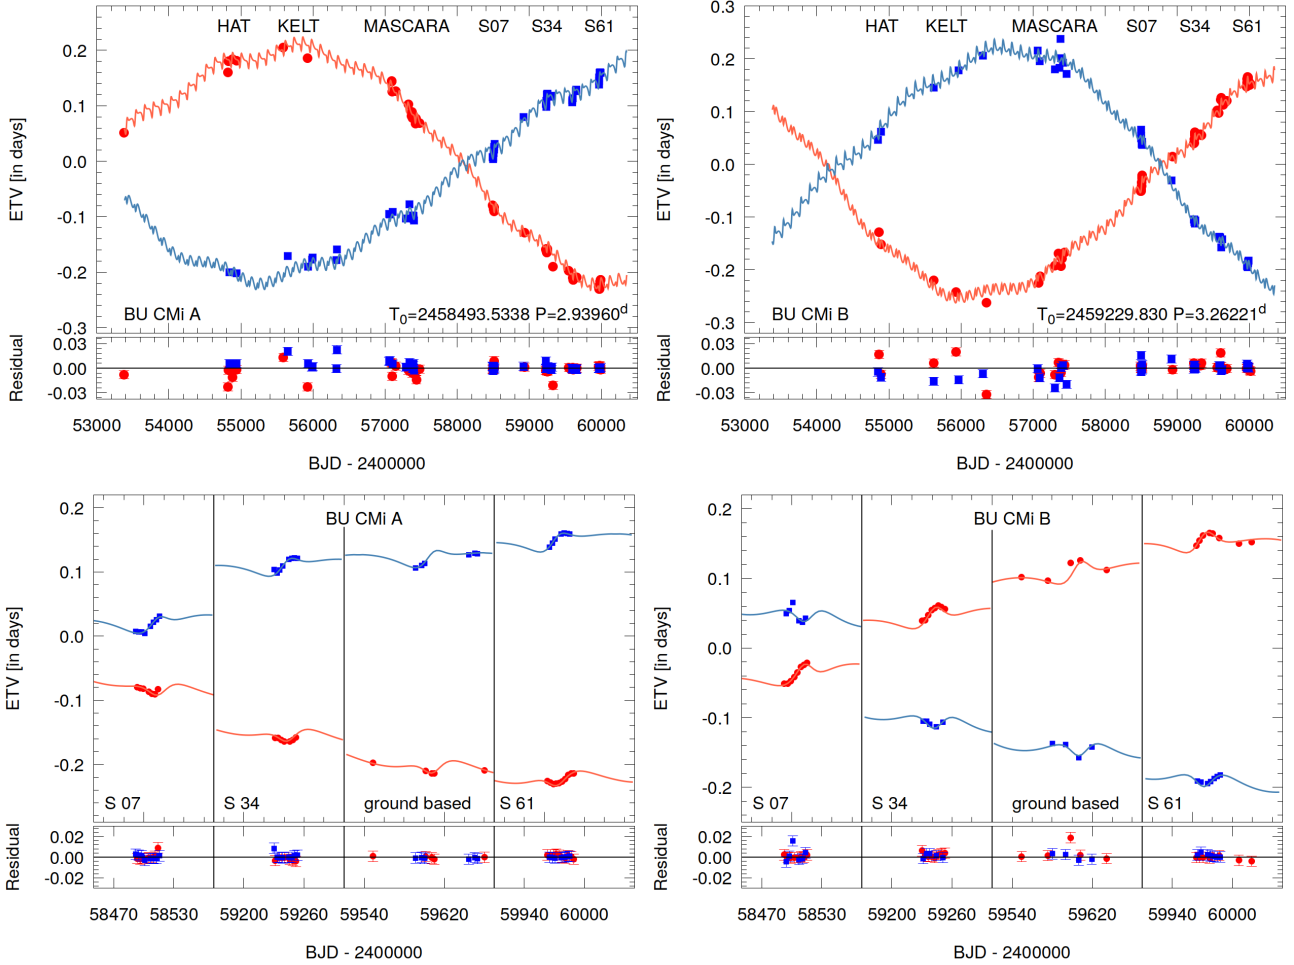 HAT KELT MASCARA S07 S34 S61
0.2
0.1
0.0
-0.1
-0.2
-0.3
ETV [in days]
BU CMi A T₀=2458493.5338 P=2.93960ᵈ
0.03
0.00
-0.03
Residual
53000 54000 55000 56000 57000 58000 59000 60000
BJD - 2400000
HAT KELT MASCARA S07 S34 S61
0.3
0.2
0.1
0.0
-0.1
-0.2
-0.3
ETV [in days]
BU CMi B T₀=2459229.830 P=3.26221ᵈ
0.03
0.00
-0.03
Residual
53000 54000 55000 56000 57000 58000 59000 60000
BJD - 2400000
BU CMi A
0.2
0.1
0.0
-0.1
-0.2
ETV [in days]
S 07 S 34 ground based S 61
0.02
0.00
-0.02
Residual
58470 58530 59200 59260 59540 59620 59940 60000
BJD - 2400000
BU CMi B
0.2
0.1
0.0
-0.1
-0.2
ETV [in days]
S 07 S 34 ground based S 61
0.02
0.00
-0.02
Residual
58470 58530 59200 59260 59540 59620 59940 60000
BJD - 2400000